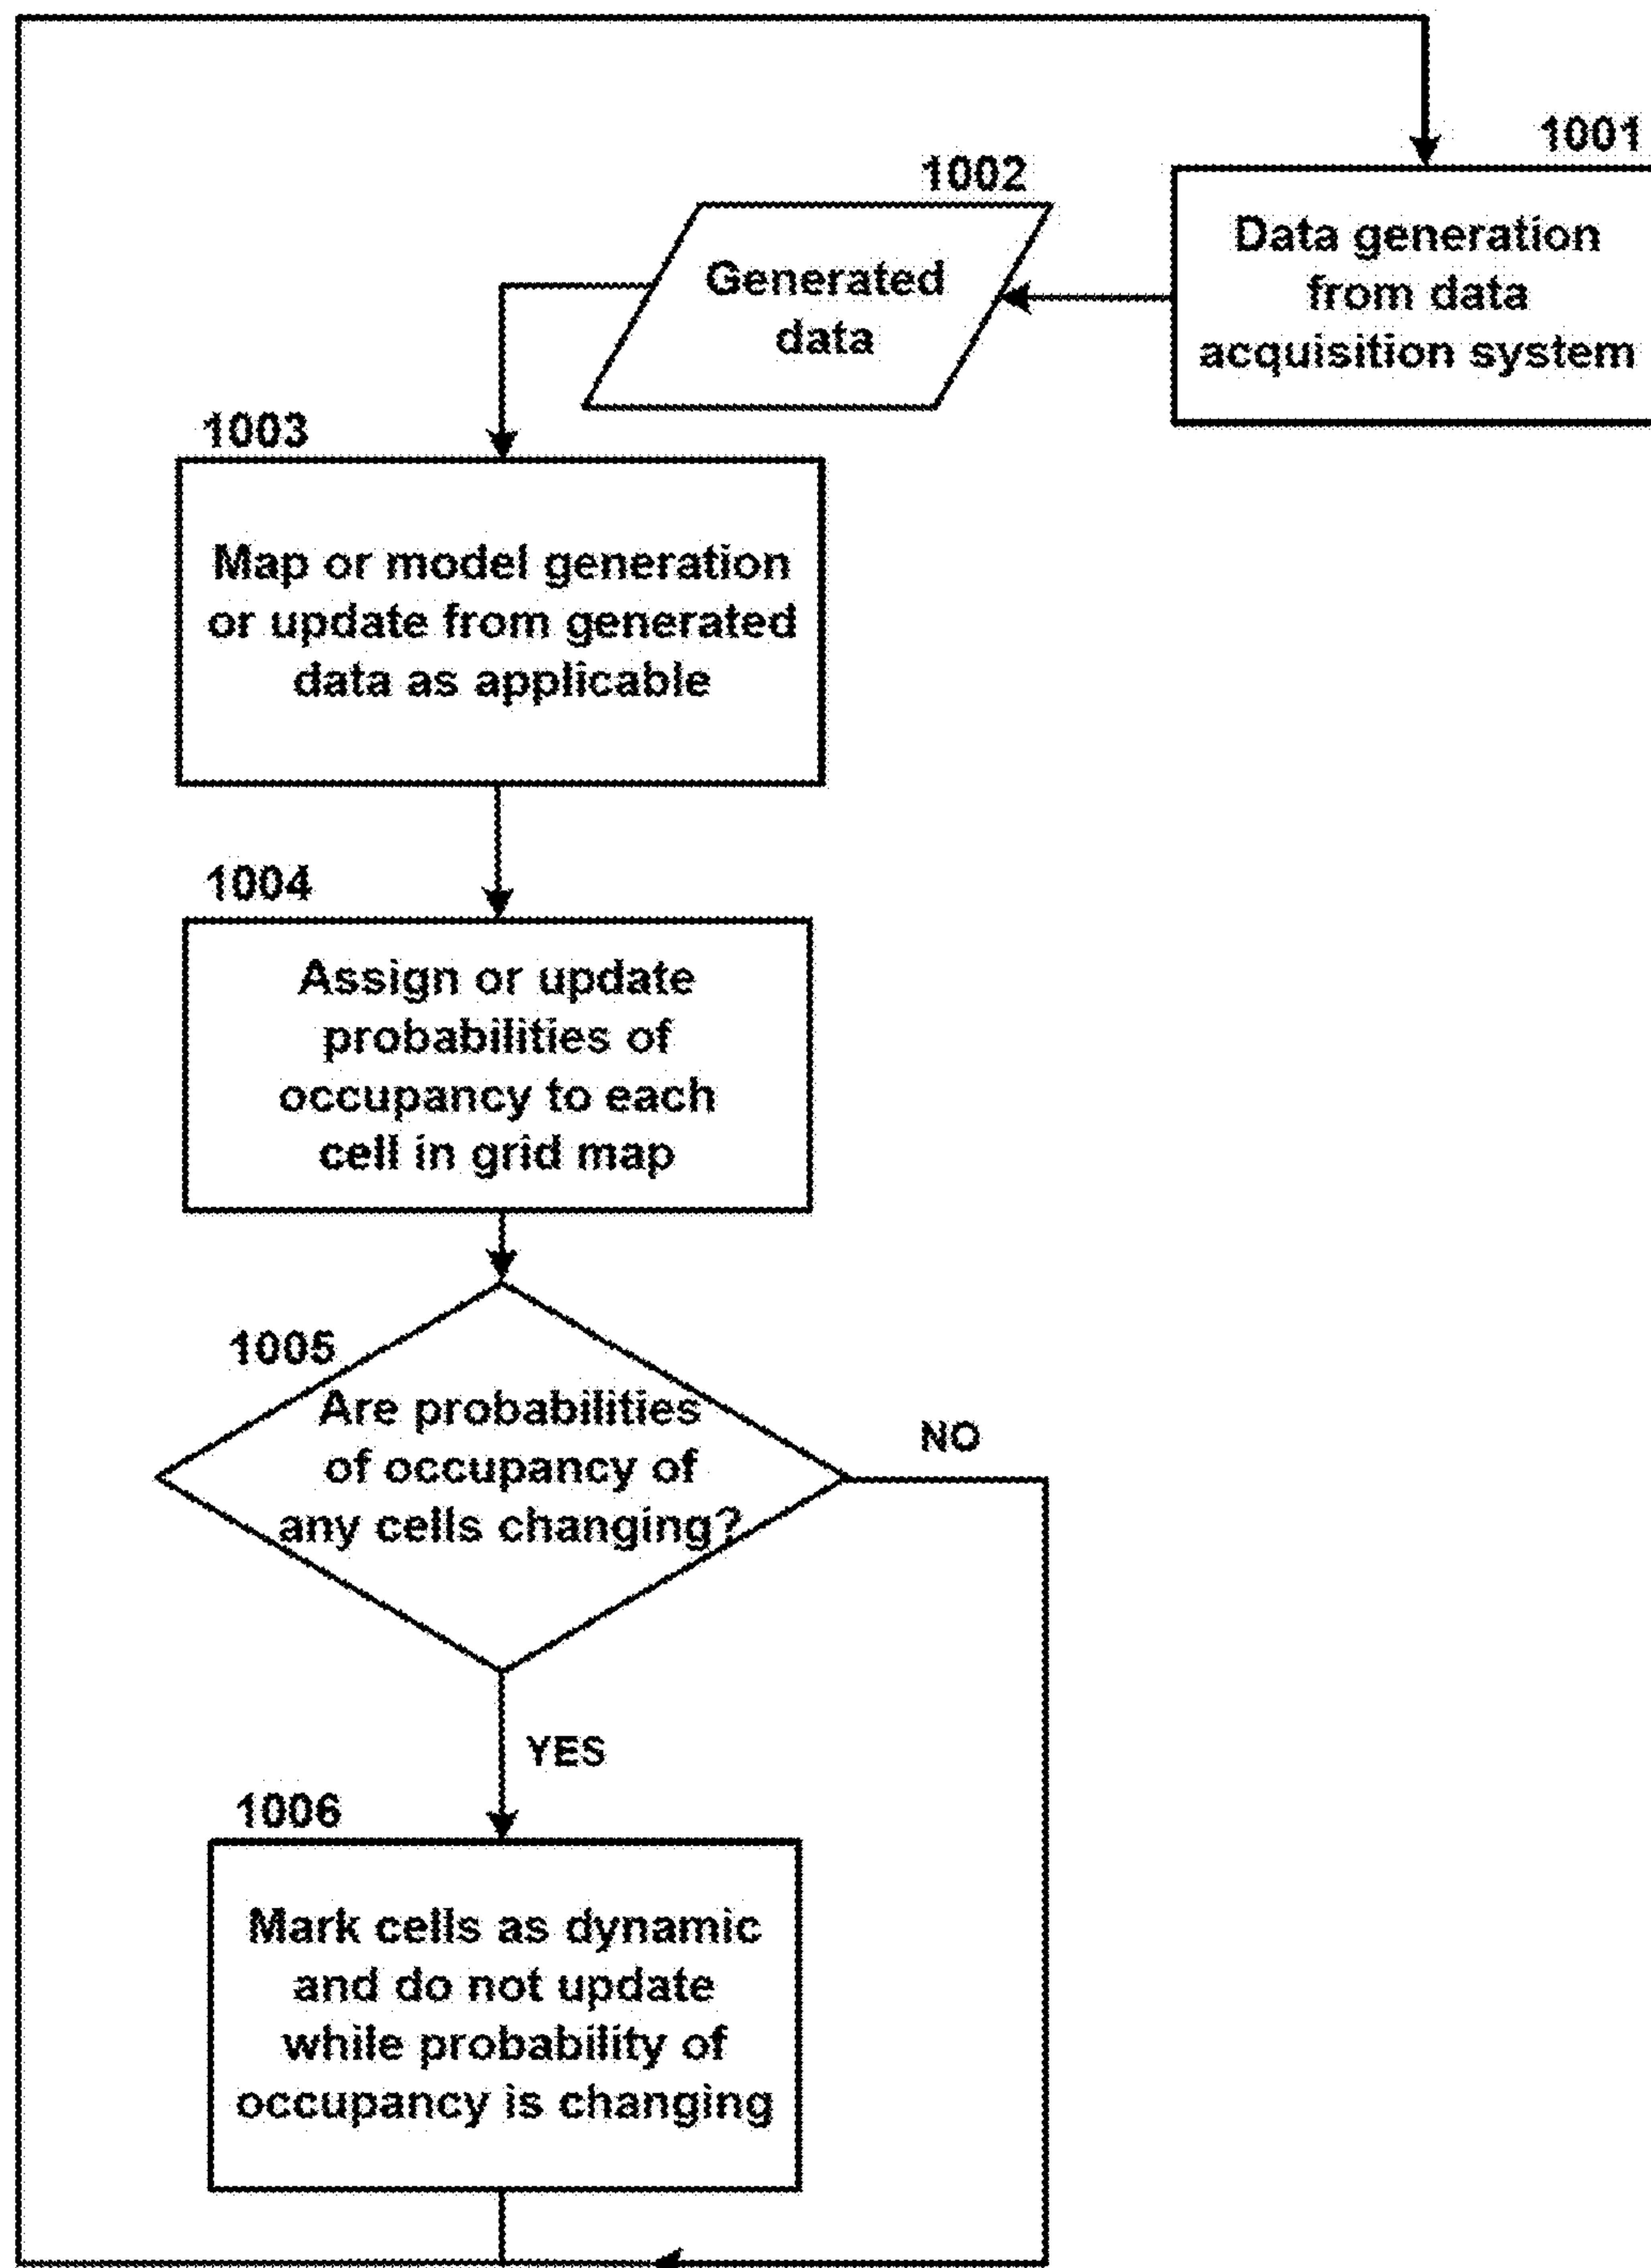 1001
Data generation
from data
acquisition system
1002
Generated
data
1003
Map or model generation
or update from generated
data as applicable
1004
Assign or update
probabilities of
occupancy to each
cell in grid map
1005
Are probabilities
of occupancy of
any cells changing?
NO
YES
1006
Mark cells as dynamic
and do not update
while probability of
occupancy is changing